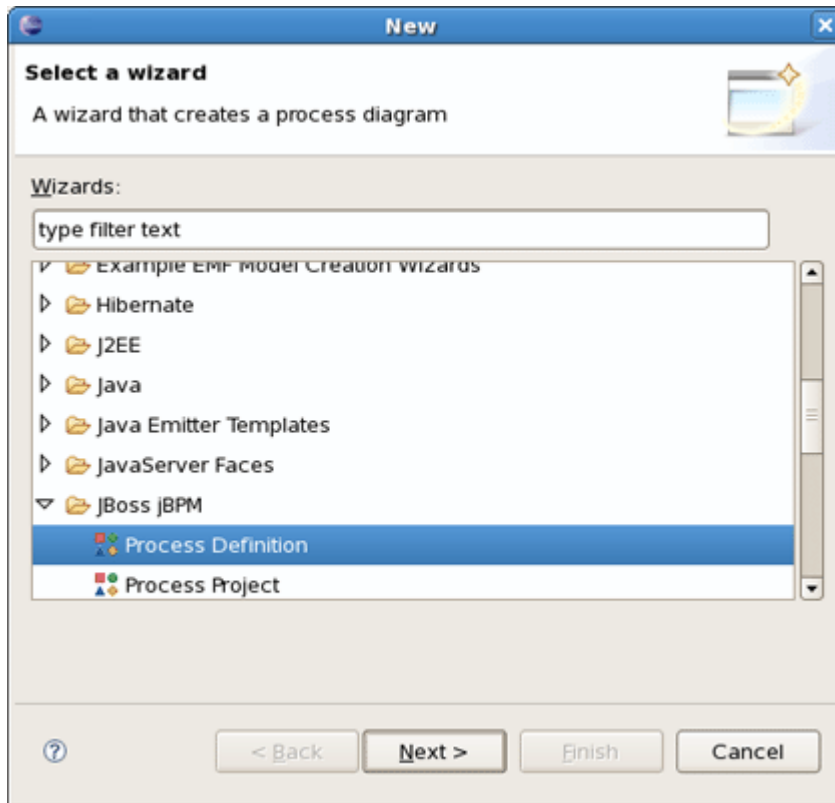 New
Select a wizard
A wizard that creates a process diagram
Wizards:
type filter text
Example EMF Model Creation Wizards
Hibernate
J2EE
Java
Java Emitter Templates
JavaServer Faces
JBoss jBPM
Process Definition
Process Project
< Back Next > Finish Cancel